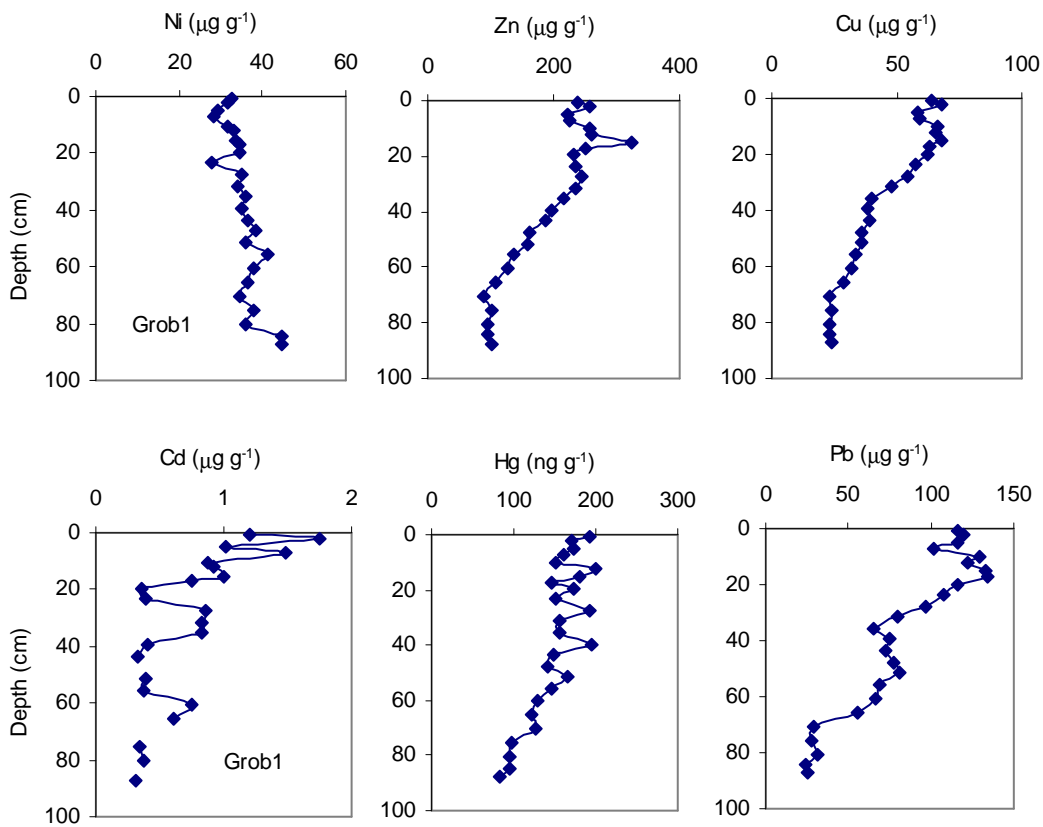 Ni (µg g⁻¹)
Zn (µg g⁻¹)
Cu (µg g⁻¹)
0 20 40 60
0 200 400
0 50 100
Depth (cm)
0
20
40
60
80
100
Grob1
0
20
40
60
80
100
0
20
40
60
80
100
Cd (µg g⁻¹)
Hg (ng g⁻¹)
Pb (µg g⁻¹)
0 1 2
0 100 200 300
0 50 100 150
Depth (cm)
0
20
40
60
80
100
Grob1
0
20
40
60
80
100
0
20
40
60
80
100